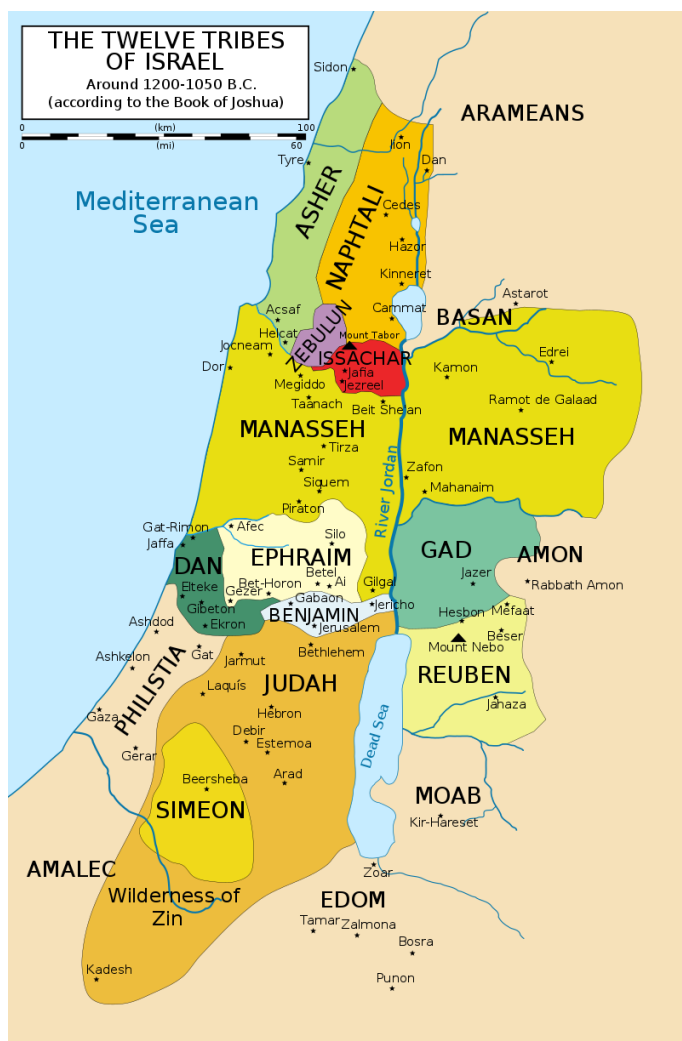 THE TWELVE TRIBES
OF ISRAEL
Around 1200-1050 B.C.
(according to the Book of Joshua)
0 (km) 100
0 (mi) 60
Sidon
ARAMEANS
Ilon
Tyre
Dan
Mediterranean
Sea
ASHER
NAPHTALI
Cedes
Hazor
Kinneret
Astarot
Acsaf
Cammat
BASAN
Helcat
ZEBULUN
Mount Tabor
Jocneam
ISSACHAR
Edrei
Dor
Jafia
Kamon
Megiddo
Jezreel
Taanach
Beit Shean
Ramot de Galaad
MANASSEH
MANASSEH
Tirza
River Jordan
Samir
Zafon
Siquem
Mahanaim
Piraton
Gat-Rimon
Afec
Jaffa
Silo
DAN
EPHRAIM
GAD
AMON
Betel
Elteke
Bet-Horon
Ai
Gilgal
Jazer
Rabbath Amon
Gezer
Gabaon
Jericho
Gibeton
BENJAMIN
Hesbon
Mefaat
Ashdod
Ekron
Jerusalem
Beser
Mount Nebo
Gat
Bethlehem
Ashkelon
Jarmut
PHILISTIA
JUDAH
REUBEN
Laquís
Gaza
Hebron
Jahaza
Dead Sea
Debir
Gerar
Estemoa
Beersheba
Arad
MOAB
SIMEON
Kir-Hareset
AMALEC
Zoar
Wilderness of
Zin
EDOM
Tamar
Zalmona
Bosra
Kadesh
Punon